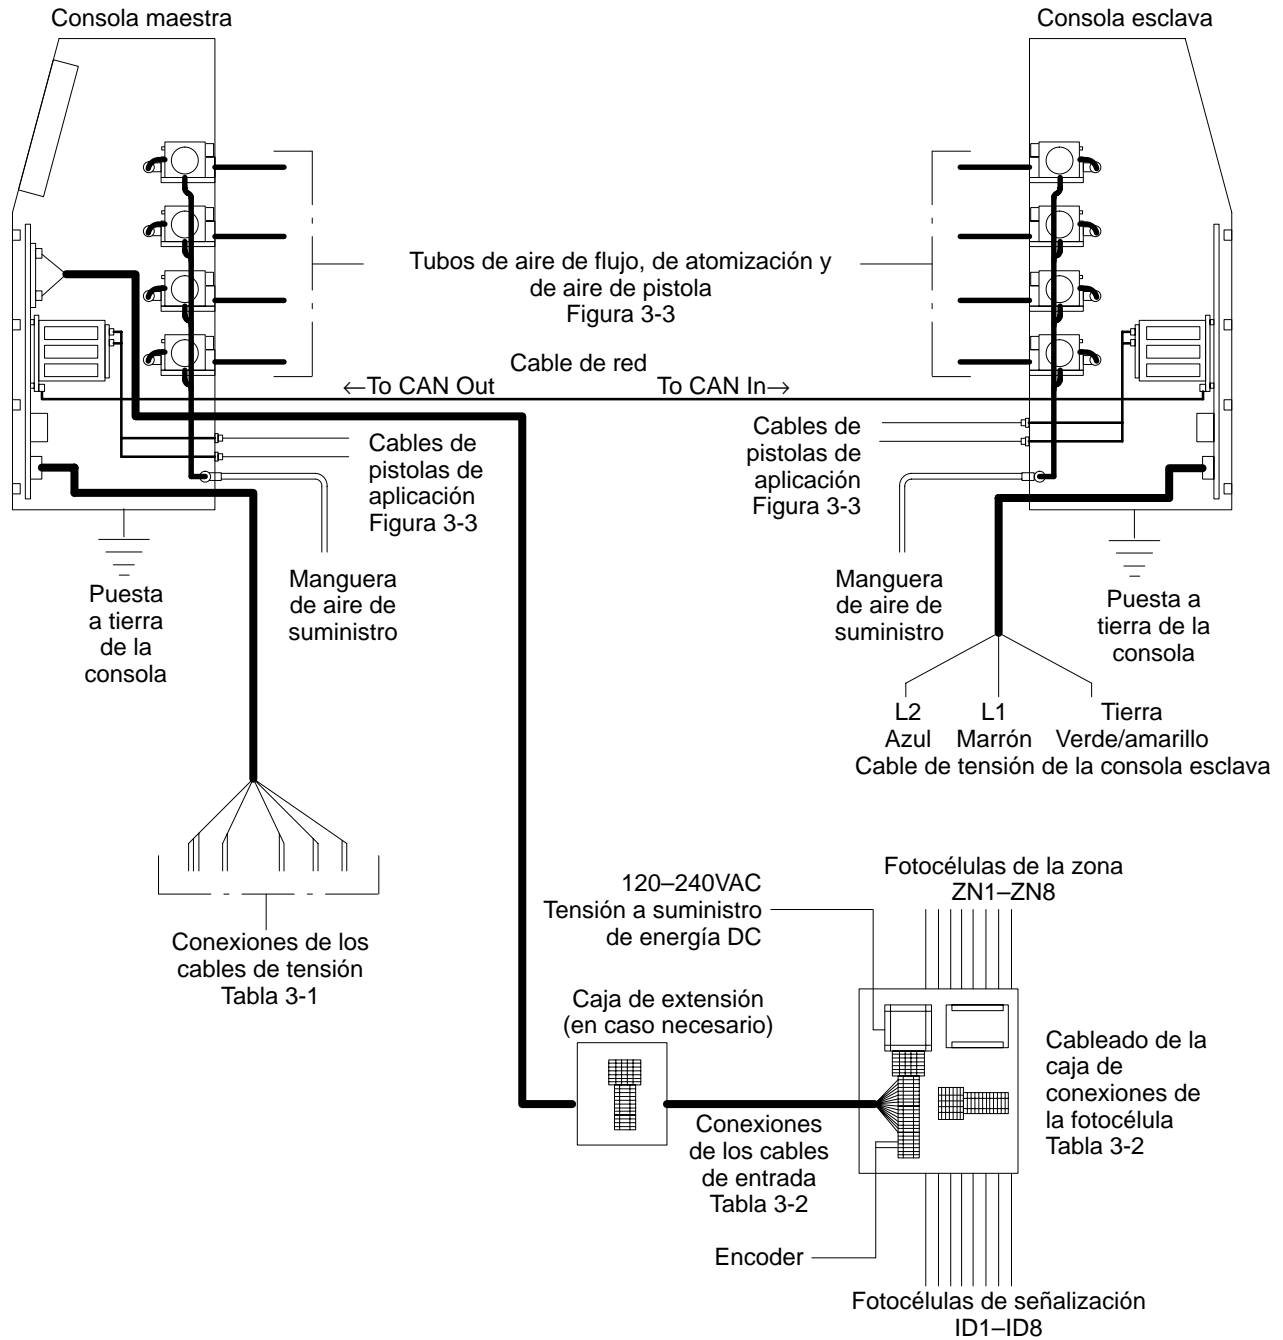 Consola maestra
Consola esclava
Tubos de aire de flujo, de atomización y
de aire de pistola
Figura 3-3
Cable de red
←To CAN Out
To CAN In→
Cables de
pistolas de
aplicación
Figura 3-3
Cables de
pistolas de
aplicación
Figura 3-3
Puesta
a tierra
de la
consola
Manguera
de aire de
suministro
Manguera
de aire de
suministro
Puesta a
tierra de la
consola
L2
Azul
L1
Marrón
Tierra
Verde/amarillo
Cable de tensión de la consola esclava
Conexiones de los
cables de tensión
Tabla 3-1
120–240VAC
Tensión a suministro
de energía DC
Fotocélulas de la zona
ZN1–ZN8
Caja de extensión
(en caso necesario)
Cableado de la
caja de
conexiones de
la fotocélula
Tabla 3-2
Conexiones
de los cables
de entrada
Tabla 3-2
Encoder
Fotocélulas de señalización
ID1–ID8